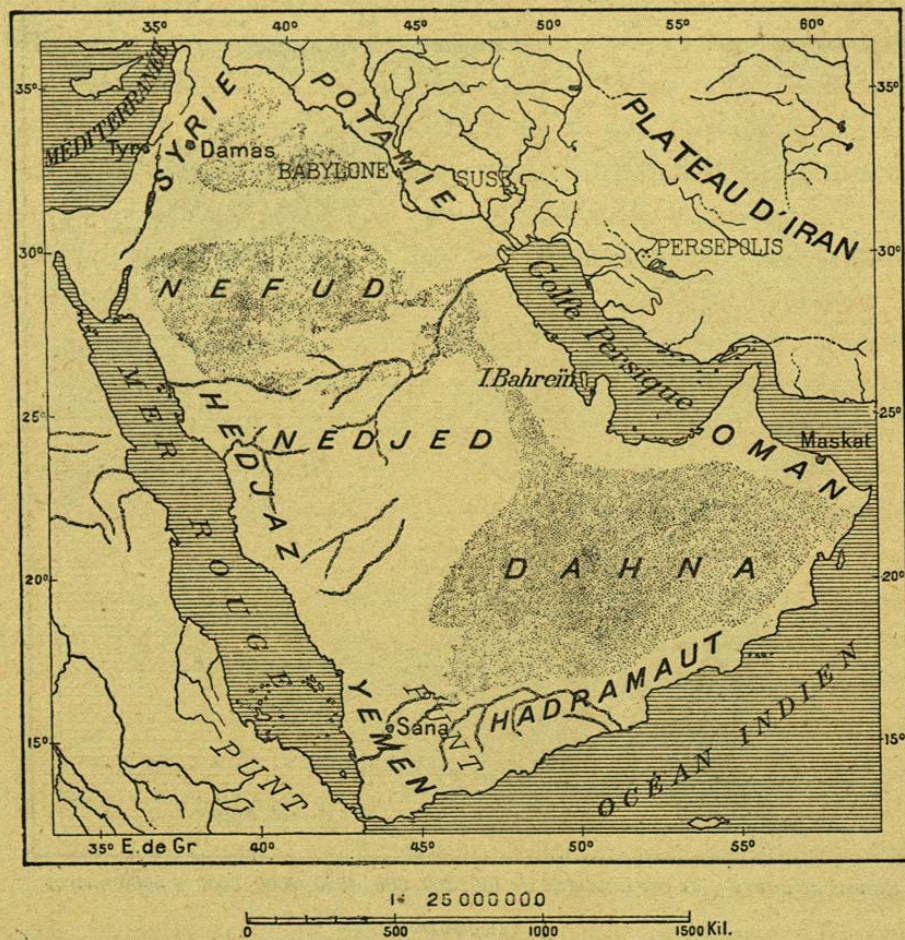 35° 40° 45 50° 55° 60°
35°
35°
MÉDITERRANÉE
SYRIE
POTAMIE
PLATEAU D'IRAN
Tyr
Damas
BABYLONE
SUSE
PERSEPOLIS
30°
30°
NEFUD
Golfe Persique
I. Bahreïn
MER ROUGE
HEDJAZ
NEDJED
OMAN
Maskat
25°
25°
20°
20°
DAHNA
YEMEN
PUNT
Sana
HADRAMAUT
PUNT
OCÉAN INDIEN
15°
15°
35° E. de Gr 40° 45° 50° 55°
1: 25 000 000
0 500 1000 1500 Kil.